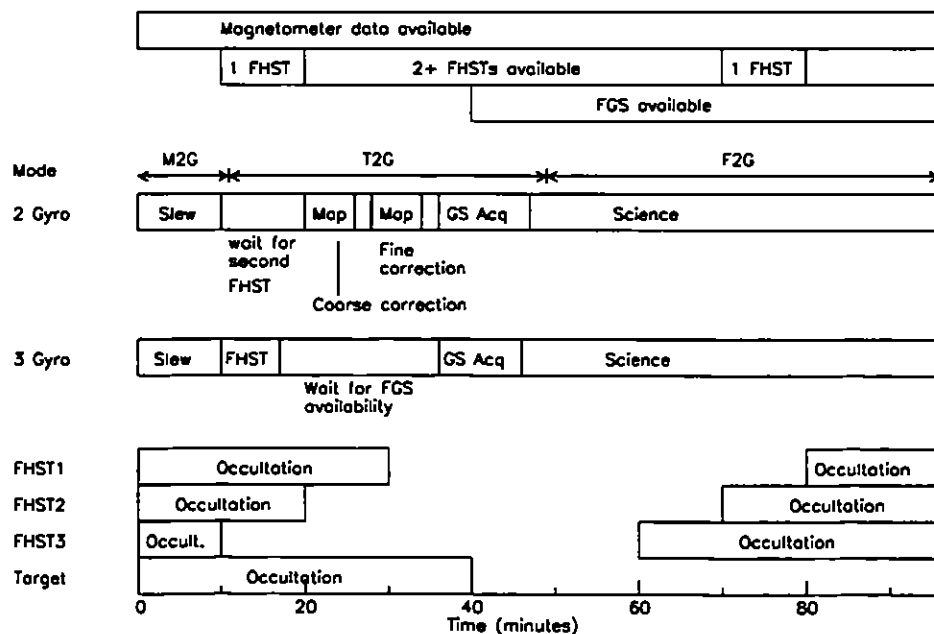 Magnetometer data available
1 FHST 2+ FHSTs available 1 FHST
FGS available
Mode M2G T2G F2G
2 Gyro Slew Map Map GS Acq Science
wait for
second
FHST
Fine
correction
Coarse correction
3 Gyro Slew FHST GS Acq Science
Wait for FGS
availability
FHST1 Occultation Occultation
FHST2 Occultation Occultation
FHST3 Occult. Occultation
Target Occultation
0 20 40 60 80
Time (minutes)